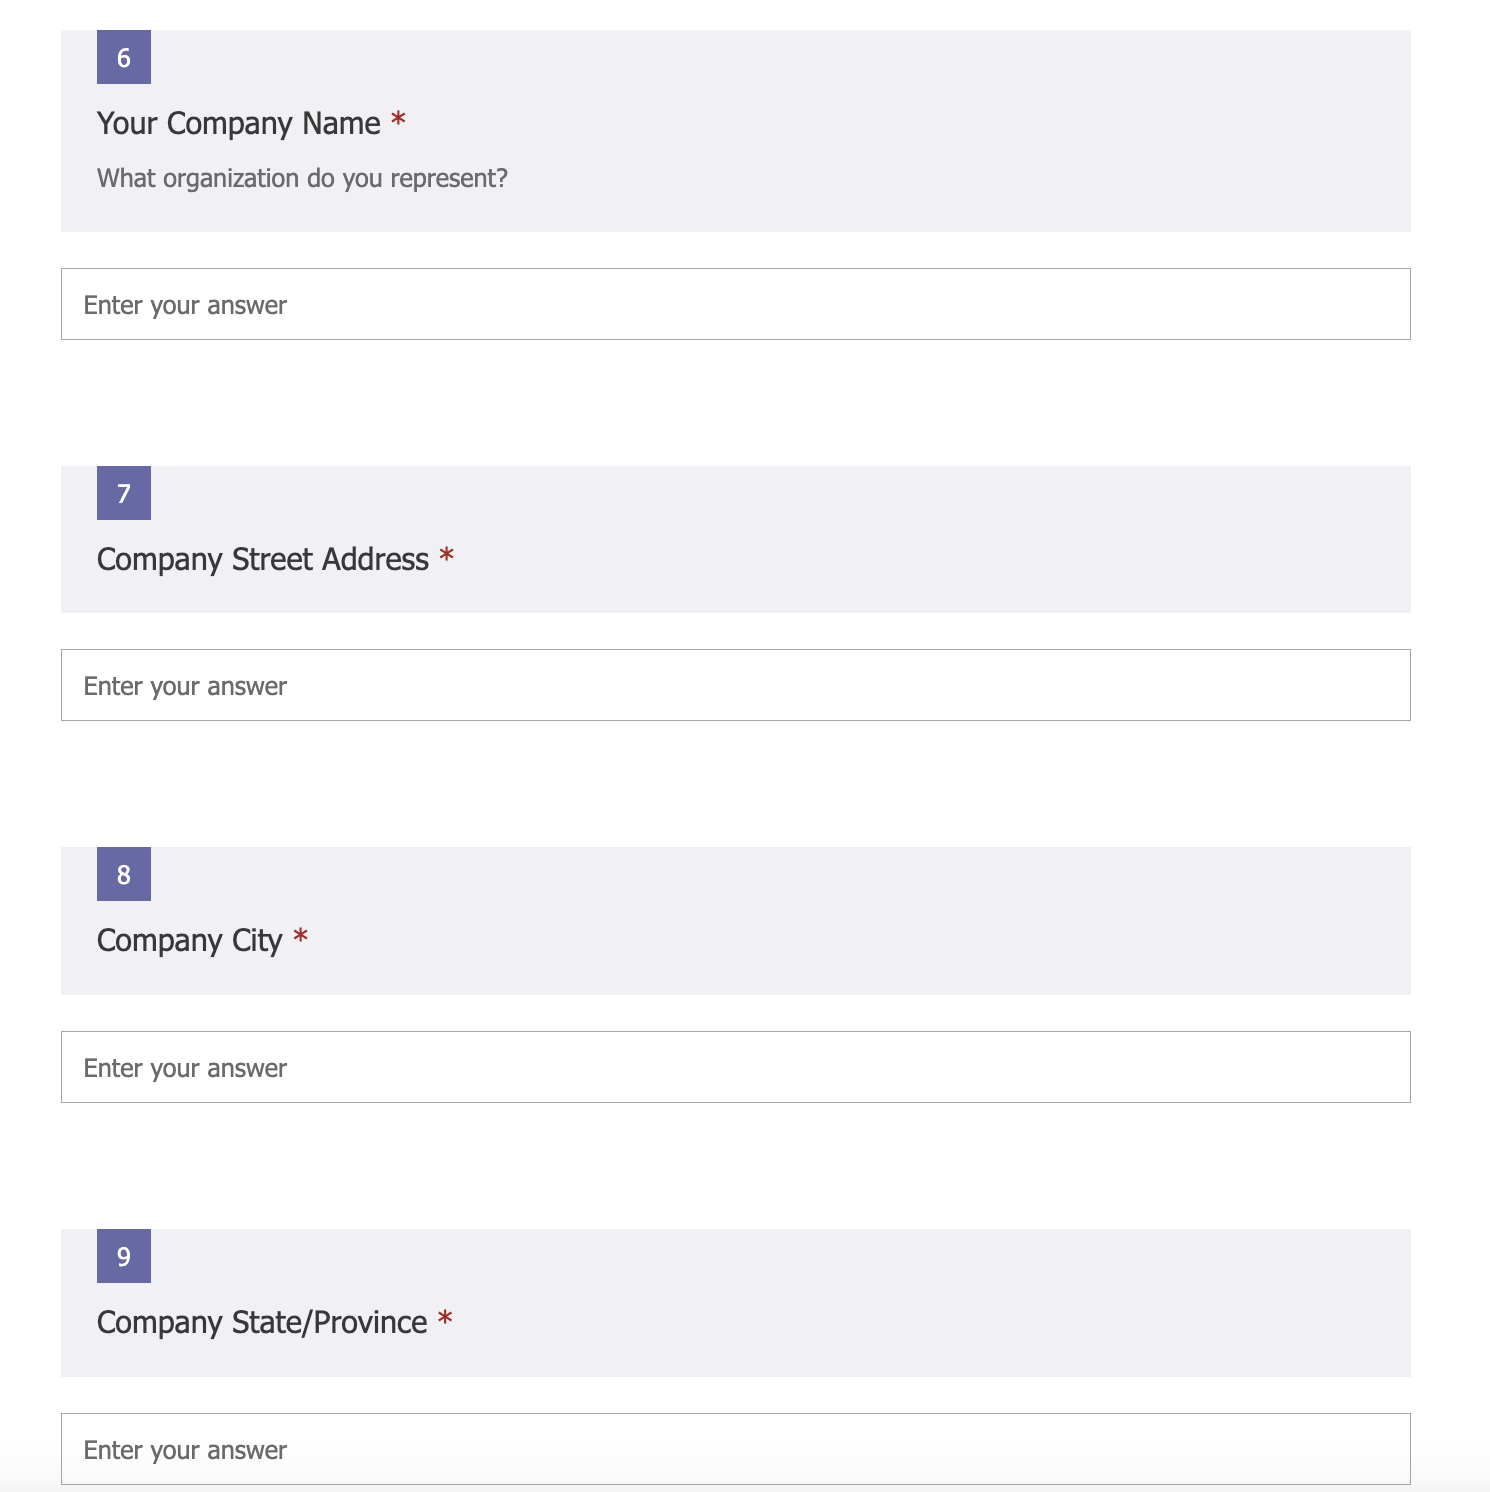 6
Your Company Name *
What organization do you represent?
Enter your answer
7
Company Street Address *
Enter your answer
8
Company City *
Enter your answer
9
Company State/Province *
Enter your answer